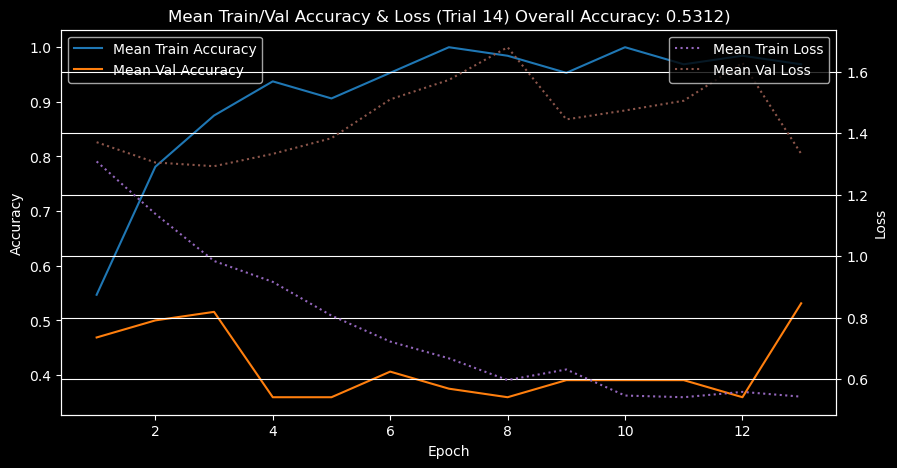 Mean Train/Val Accuracy & Loss (Trial 14) Overall Accuracy: 0.5312)
Mean Train Accuracy
Mean Val Accuracy
Mean Train Loss
Mean Val Loss
1.0
0.9
0.8
0.7
0.6
0.5
0.4
Accuracy
1.6
1.4
1.2
1.0
0.8
0.6
Loss
2
4
6
8
10
12
Epoch